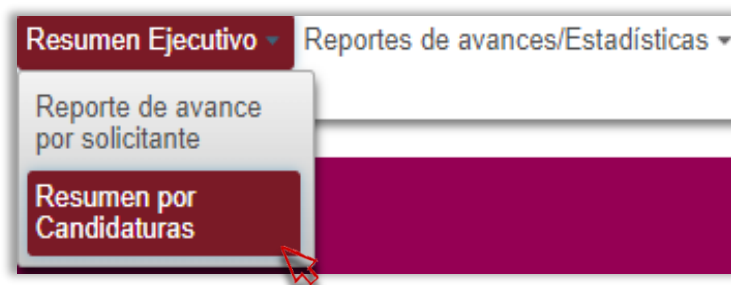 Resumen Ejecutivo Reportes de avances/Estadísticas
Reporte de avance
por solicitante
Resumen por
Candidaturas